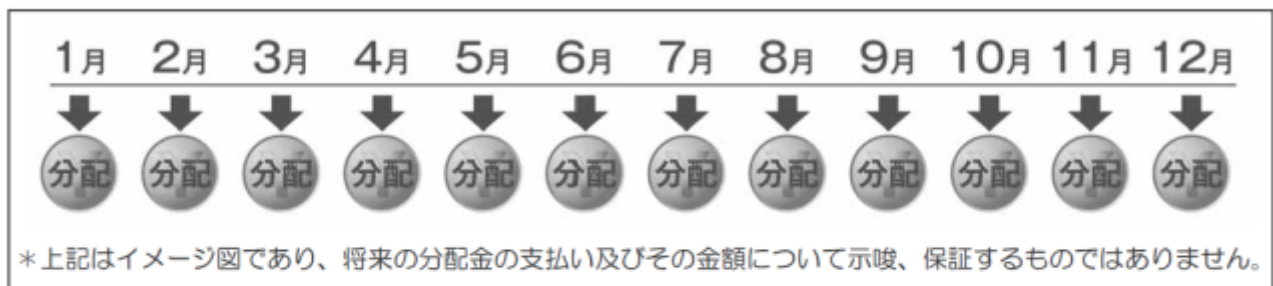 1月 2月 3月 4月 5月 6月 7月 8月 9月 10月 11月 12月
分配 分配 分配 分配 分配 分配 分配 分配 分配 分配 分配 分配
＊上記はイメージ図であり、将来の分配金の支払い及びその金額について示唆、保証するものではありません。